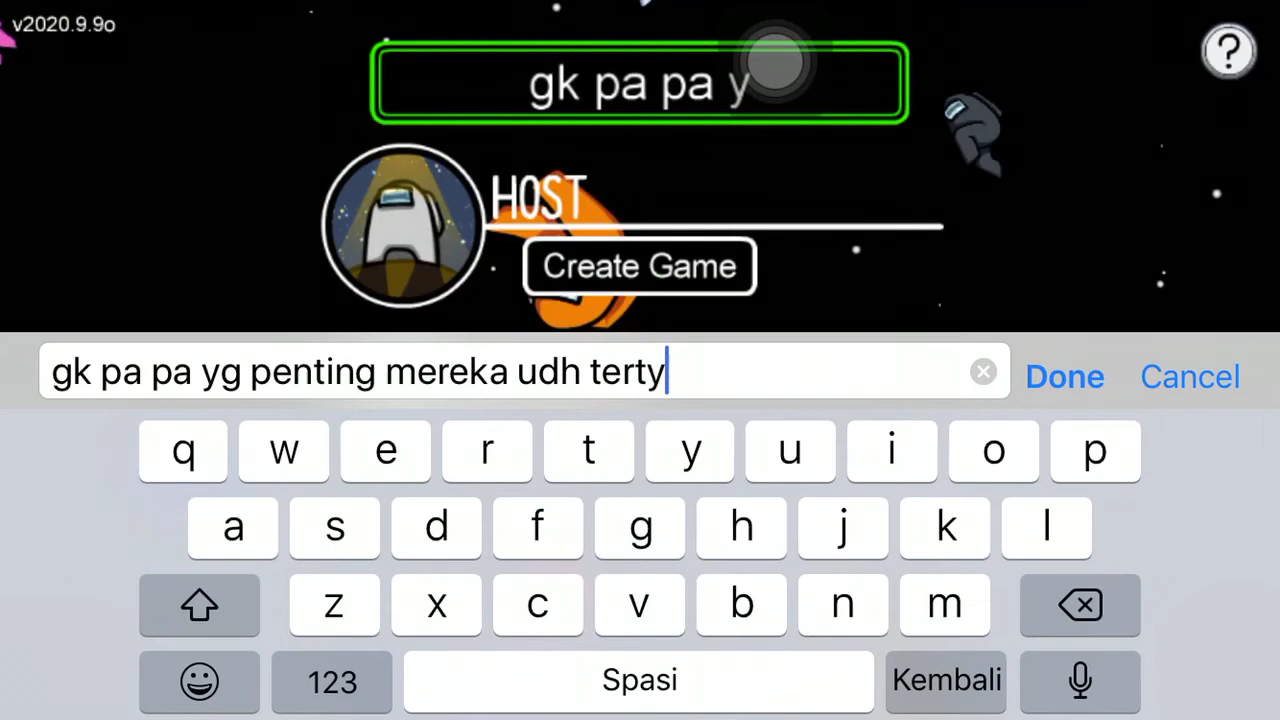 v2020.9.9o
?
gk pa pa y
HOST
Create Game
gk pa pa yg penting mereka udh terty
Done Cancel
q w e r t y u i o p
a s d f g h j k l
z x c v b n m
123 Spasi Kembali